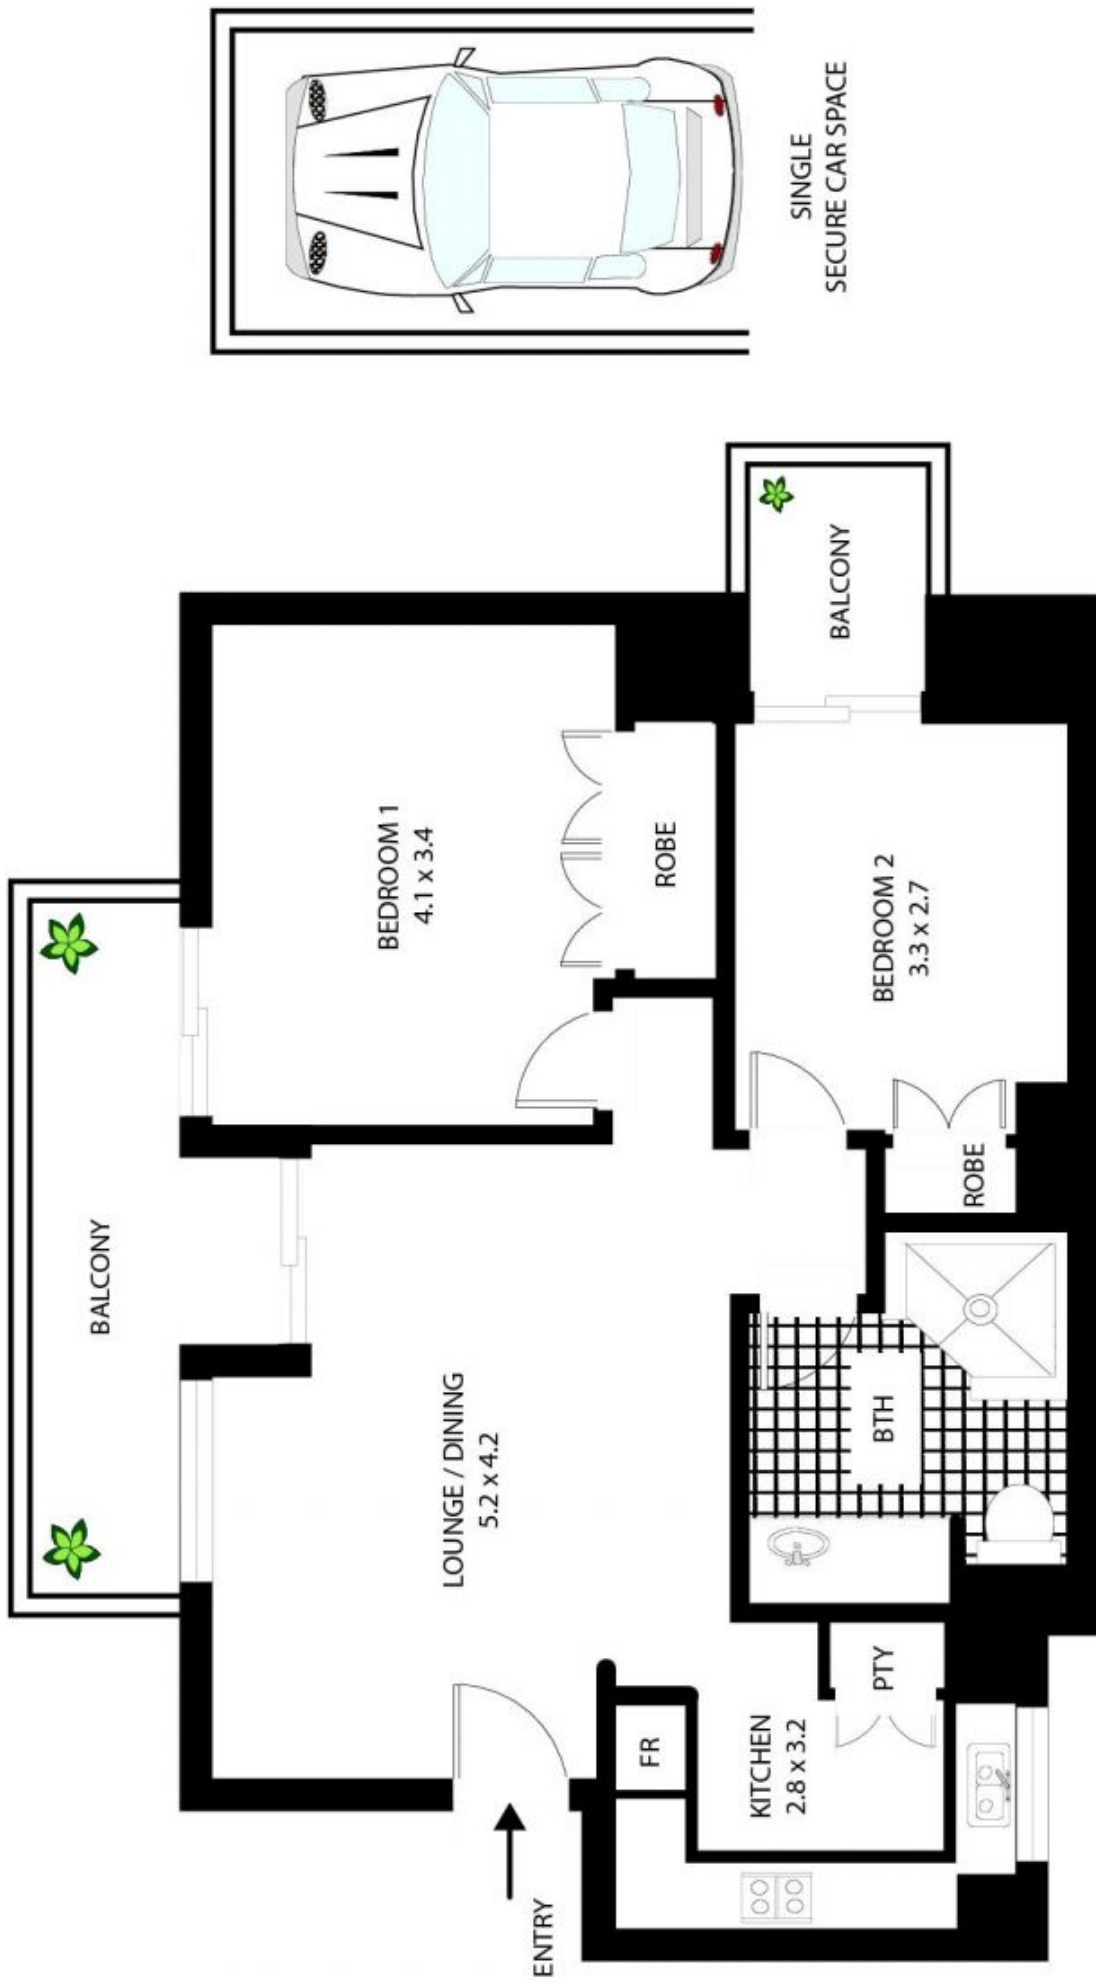 BALCONY
BEDROOM 1
4.1 x 3.4
LOUNGE / DINING
5.2 x 4.2
ENTRY
ROBE
FR
KITCHEN
2.8 x 3.2
PTY
BTH
ROBE
BEDROOM 2
3.3 x 2.7
BALCONY
SINGLE
SECURE CAR SPACE